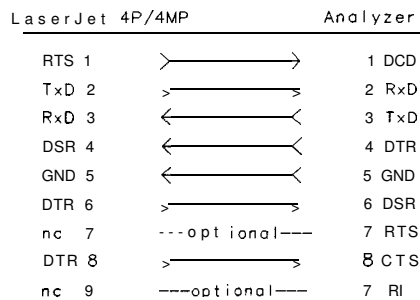 LaserJet 4P/4MP Analyzer
RTS 1 1 DCD
TxD 2 2 RxD
RxD 3 3 TxD
DSR 4 4 DTR
GND 5 5 GND
DTR 6 6 DSR
nc 7 ---optional--- 7 RTS
DTR 8 8 CTS
nc 9 ---optional--- 7 RI